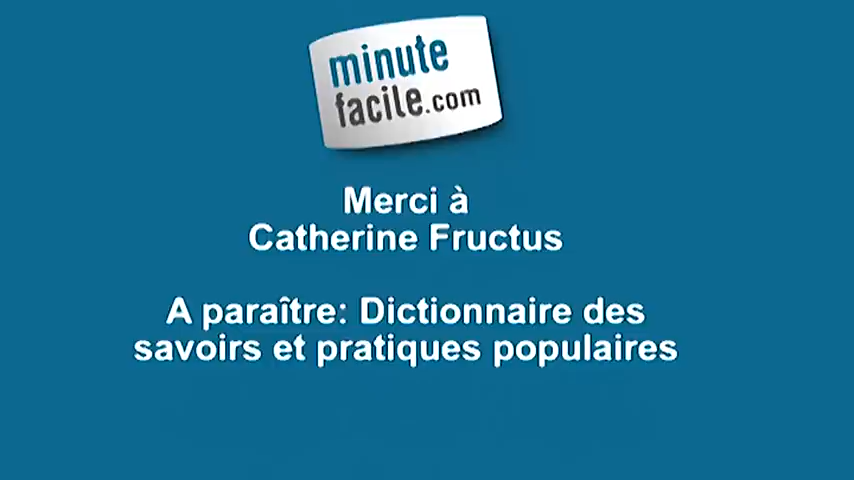 minute
facile.com
Merci à
Catherine Fructus
A paraître: Dictionnaire des
savoirs et pratiques populaires